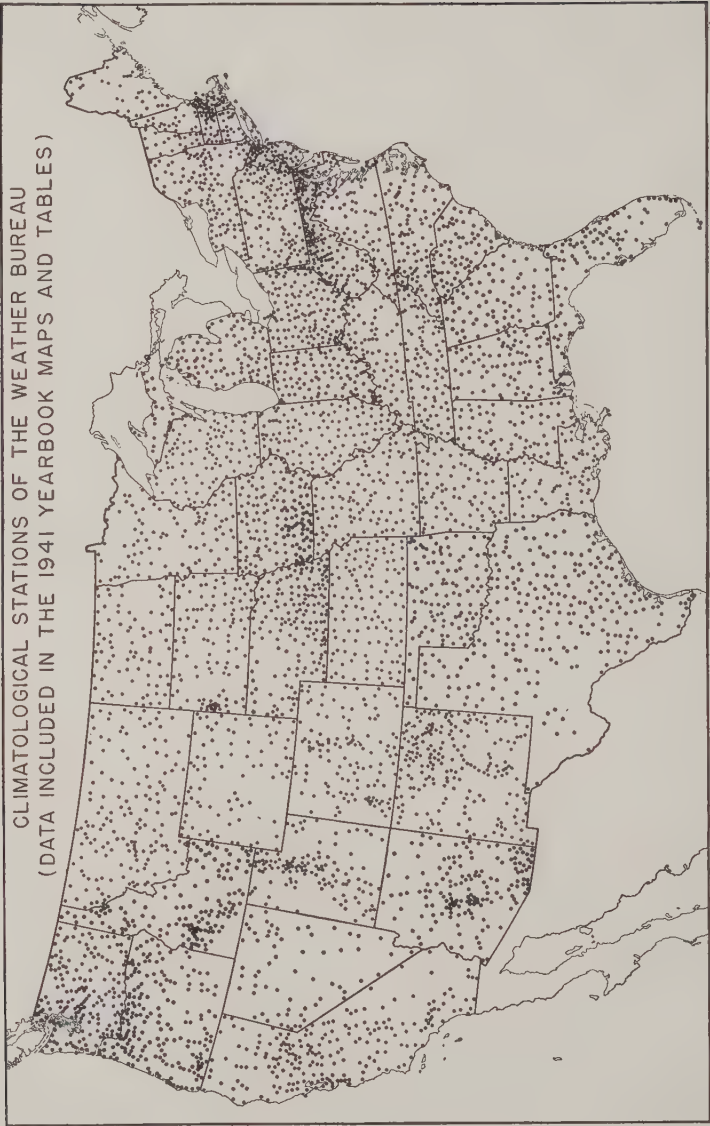 CLIMATOLOGICAL STATIONS OF THE WEATHER BUREAU
(DATA INCLUDED IN THE 1941 YEARBOOK MAPS AND TABLES)